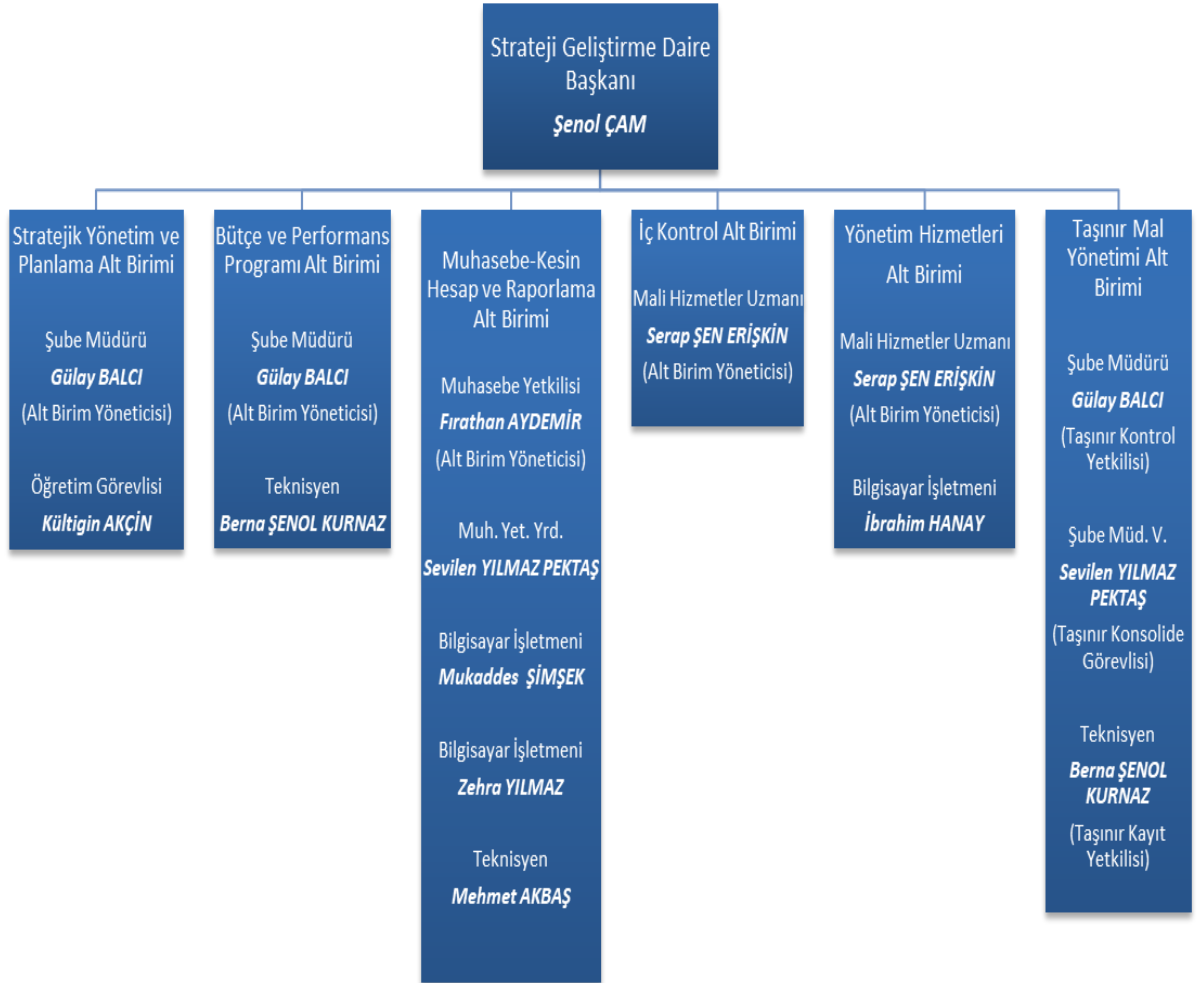 Strateji Geliştirme Daire
Başkanı
Şenol ÇAM
Stratejik Yönetim ve
Planlama Alt Birimi
Şube Müdürü
Gülay BALCI
(Alt Birim Yöneticisi)
Öğretim Görevlisi
Kültigin AKÇİN
Bütçe ve Performans
Programı Alt Birimi
Şube Müdürü
Gülay BALCI
(Alt Birim Yöneticisi)
Teknisyen
Berna ŞENOL KURNAZ
Muhasebe-Kesin
Hesap ve Raporlama
Alt Birimi
Muhasebe Yetkilisi
Fırathan AYDEMİR
(Alt Birim Yöneticisi)
Muh. Yet. Yrd.
Sevilen YILMAZ PEKTAŞ
Bilgisayar İşletmeni
Mukaddes  ŞİMŞEK
Bilgisayar İşletmeni
Zehra YILMAZ
Teknisyen
Mehmet AKBAŞ
İç Kontrol Alt Birimi
Mali Hizmetler Uzmanı
Serap ŞEN ERİŞKİN
(Alt Birim Yöneticisi)
Yönetim Hizmetleri
Alt Birimi
Mali Hizmetler Uzmanı
Serap ŞEN ERİŞKİN
(Alt Birim Yöneticisi)
Bilgisayar İşletmeni
İbrahim HANAY
Taşınır Mal
Yönetimi Alt
Birimi
Şube Müdürü
Gülay BALCI
(Taşınır Kontrol
Yetkilisi)
Şube Müd. V.
Sevilen YILMAZ
PEKTAŞ
(Taşınır Konsolide
Görevlisi)
Teknisyen
Berna ŞENOL
KURNAZ
(Taşınır Kayıt
Yetkilisi)